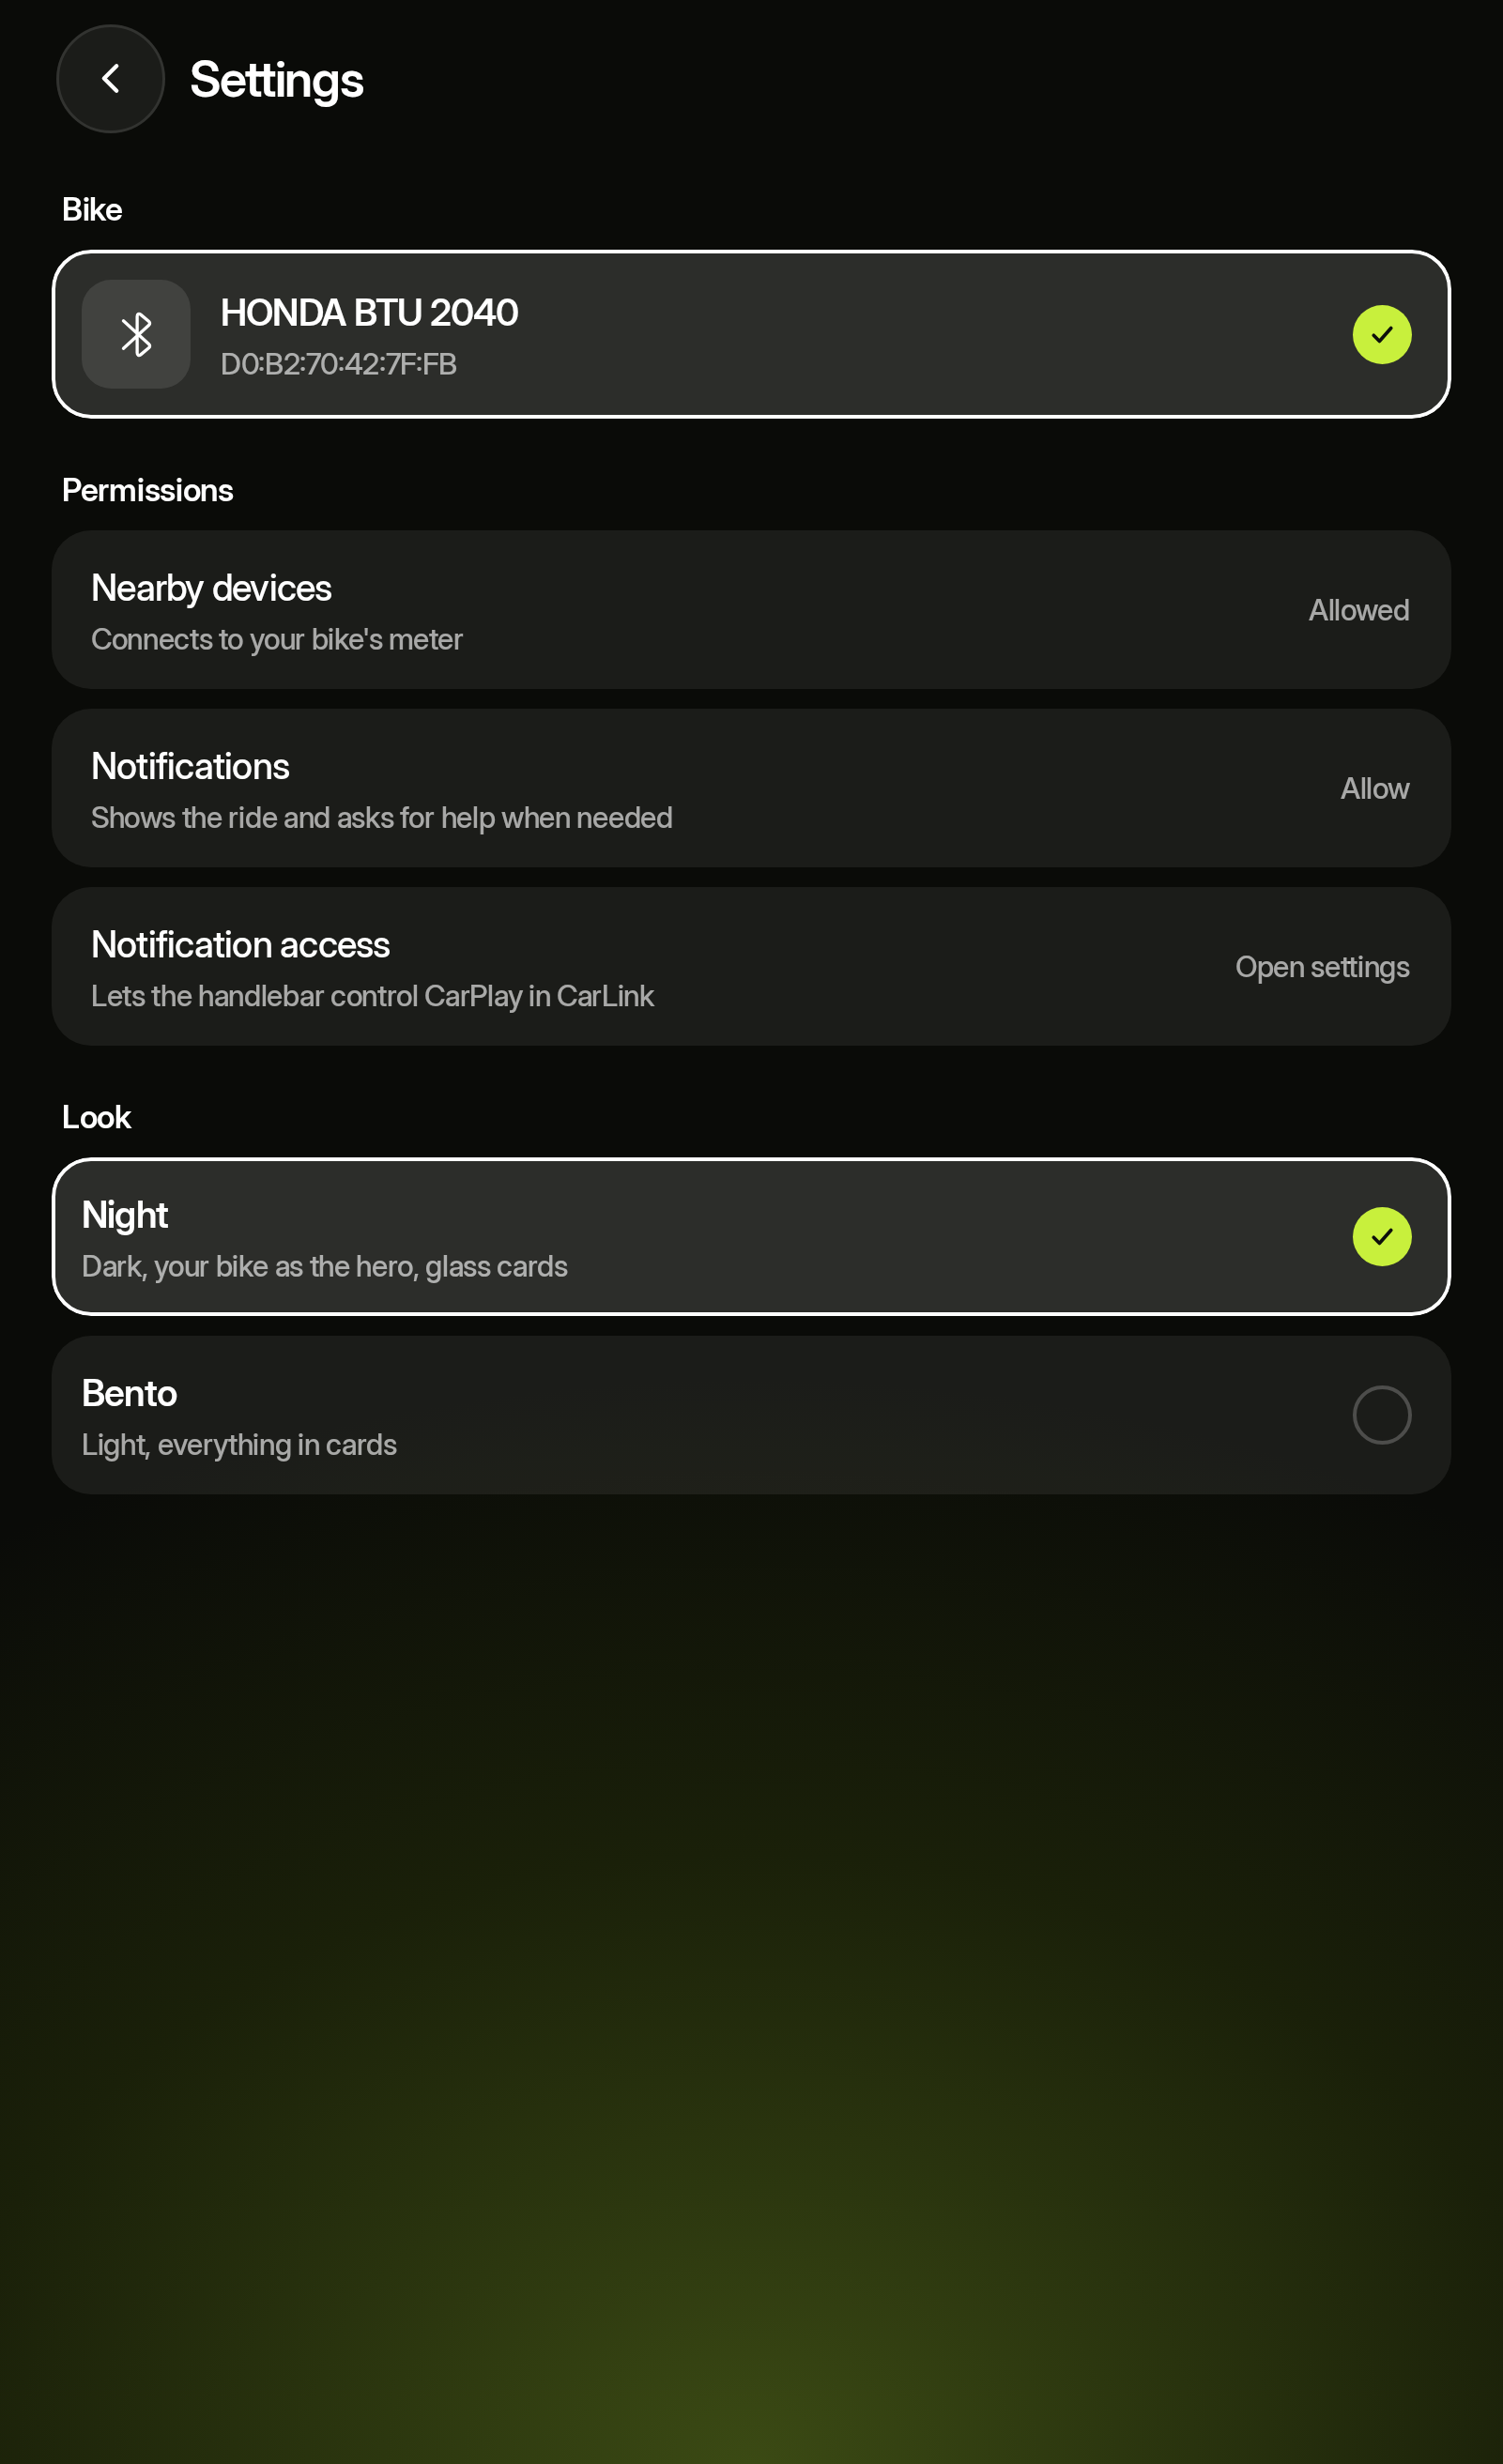 Settings
Bike
HONDA BTU 2040
D0:B2:70:42:7F:FB
Permissions
Nearby devices
Connects to your bike's meter
Allowed
Notifications
Shows the ride and asks for help when needed
Allow
Notification access
Lets the handlebar control CarPlay in CarLink
Open settings
Look
Night
Dark, your bike as the hero, glass cards
Bento
Light, everything in cards